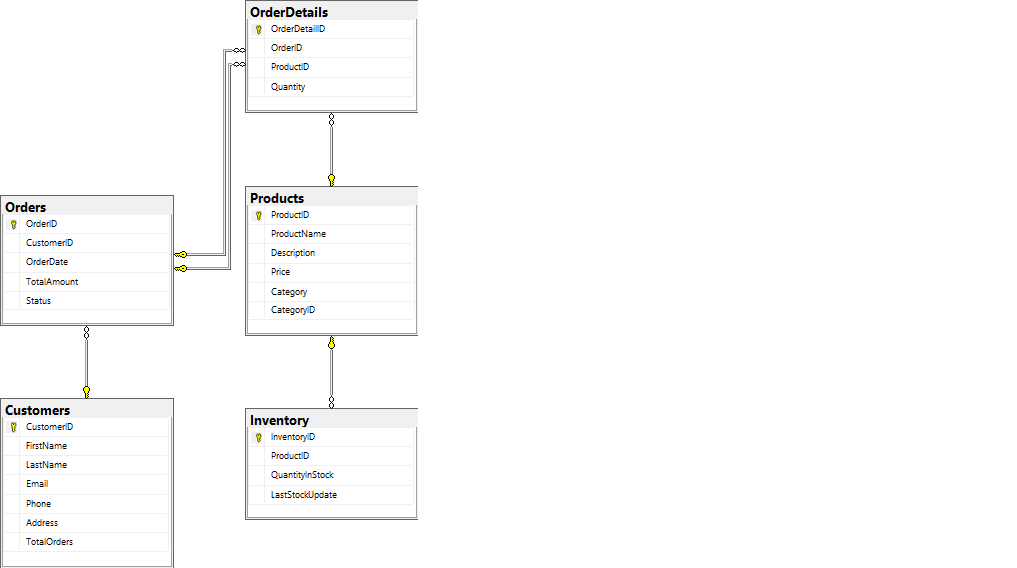 OrderDetails
OrderDetailID
OrderID
ProductID
Quantity
Products
ProductID
ProductName
Description
Price
Category
CategoryID
Orders
OrderID
CustomerID
OrderDate
TotalAmount
Status
Customers
CustomerID
FirstName
LastName
Email
Phone
Address
TotalOrders
Inventory
InventoryID
ProductID
QuantityInStock
LastStockUpdate